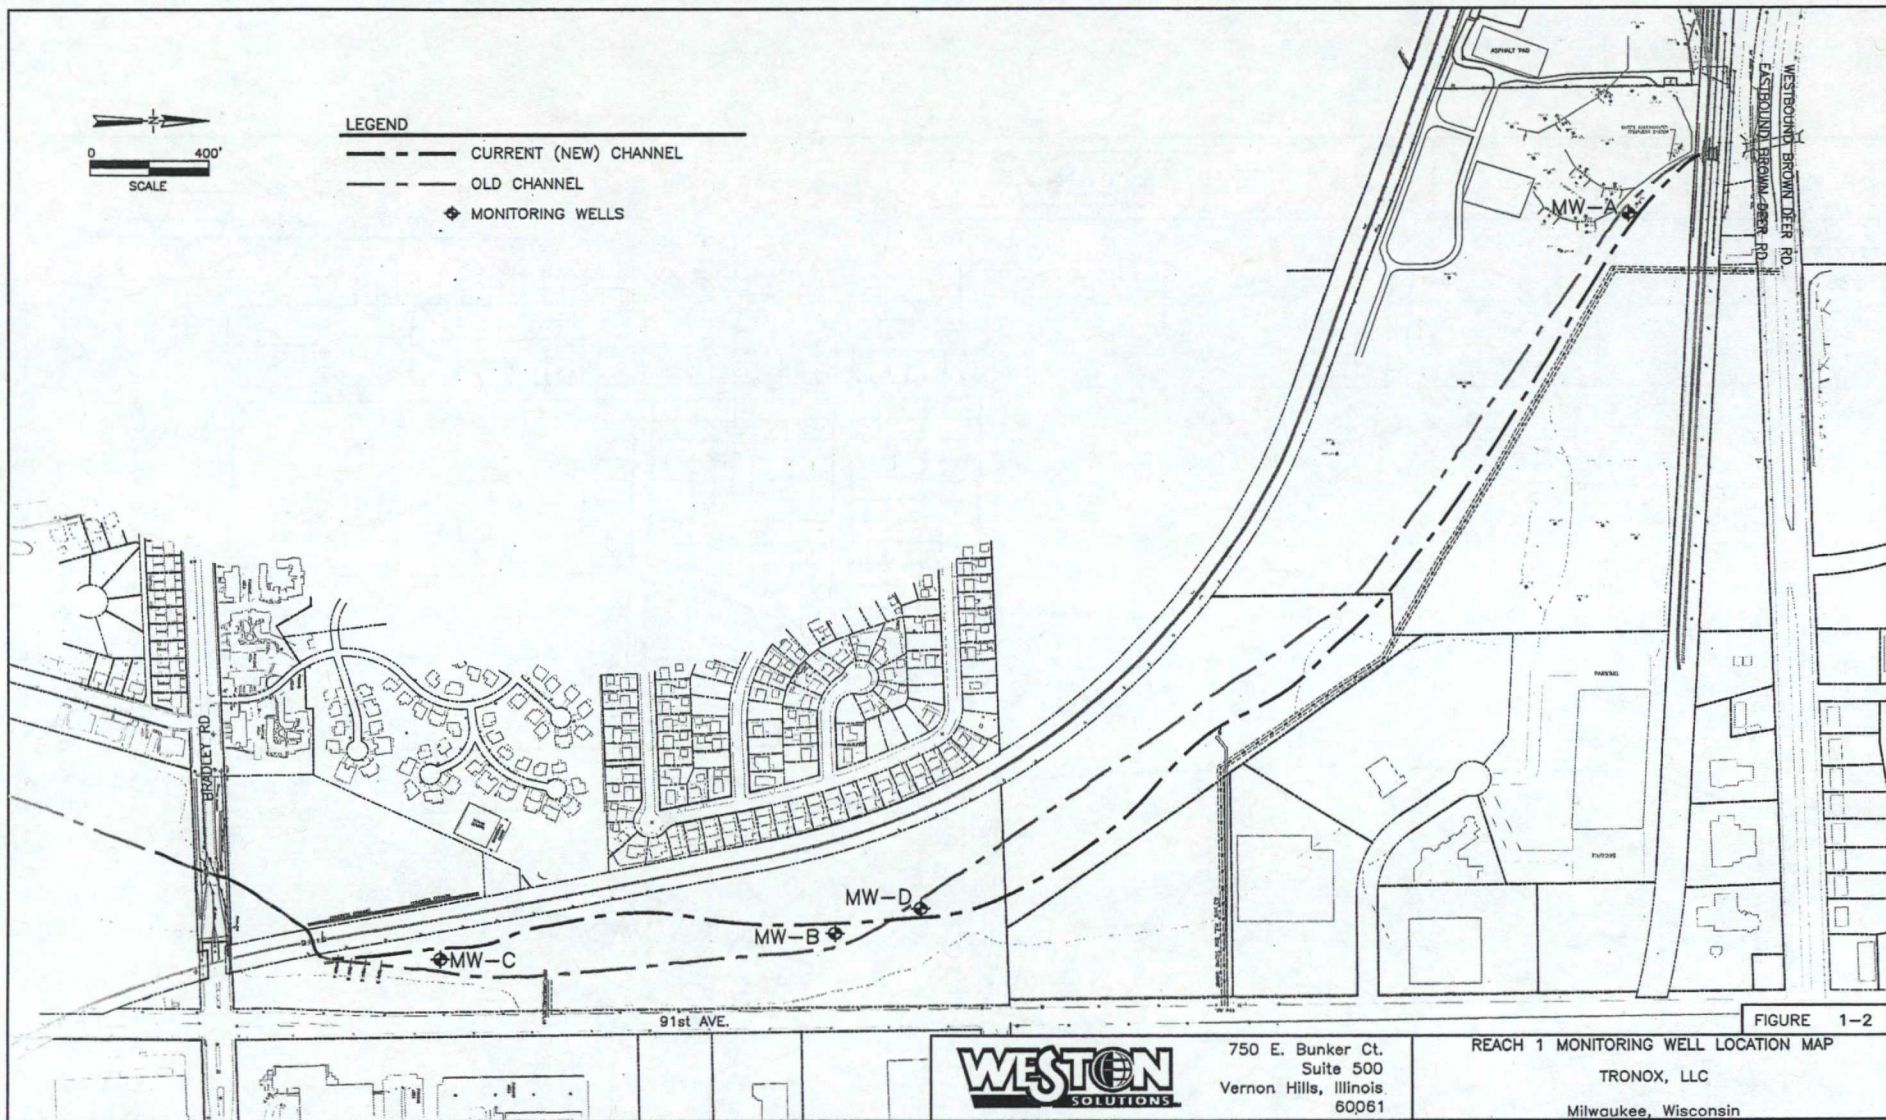 ASPHALT PAD
WESTBOUND BROWN DEER RD
EASTBOUND BROWN DEER RD
0 400'
SCALE
LEGEND
CURRENT (NEW) CHANNEL
OLD CHANNEL
MONITORING WELLS
MW-A
BRADLEY RD
PARKING
PARKING
MW-D
MW-B
MW-C
91st AVE.
FIGURE 1-2
WESTON
SOLUTIONS
750 E. Bunker Ct.
Suite 500
Vernon Hills, Illinois
60061
REACH 1 MONITORING WELL LOCATION MAP
TRONOX, LLC
Milwaukee, Wisconsin